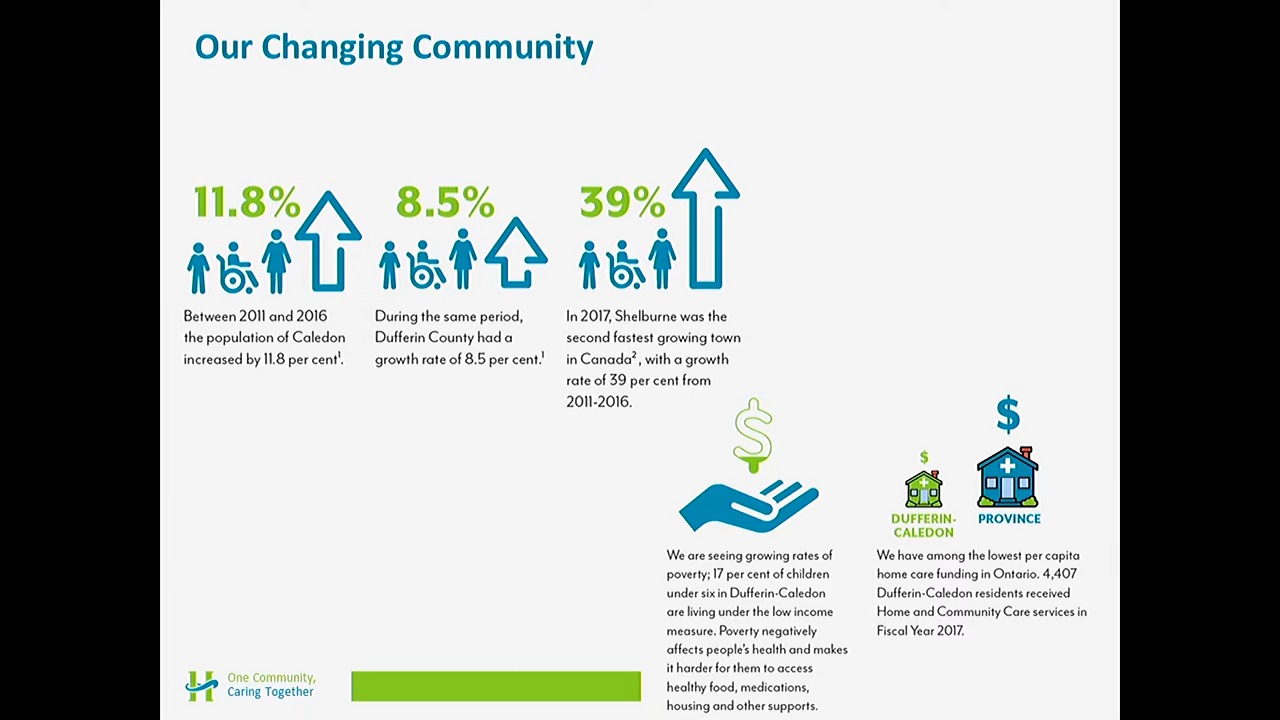 Our Changing Community
11.8%
Between 2011 and 2016
the population of Caledon
increased by 11.8 per cent¹.
8.5%
During the same period,
Dufferin County had a
growth rate of 8.5 per cent.¹
39%
In 2017, Shelburne was the
second fastest growing town
in Canada², with a growth
rate of 39 per cent from
2011-2016.
$
We are seeing growing rates of
poverty; 17 per cent of children
under six in Dufferin-Caledon
are living under the low income
measure. Poverty negatively
affects people's health and makes
it harder for them to access
healthy food, medications,
housing and other supports.
$
DUFFERIN-
CALEDON
$
PROVINCE
We have among the lowest per capita
home care funding in Ontario. 4,407
Dufferin-Caledon residents received
Home and Community Care services in
Fiscal Year 2017.
H
One Community,
Caring Together